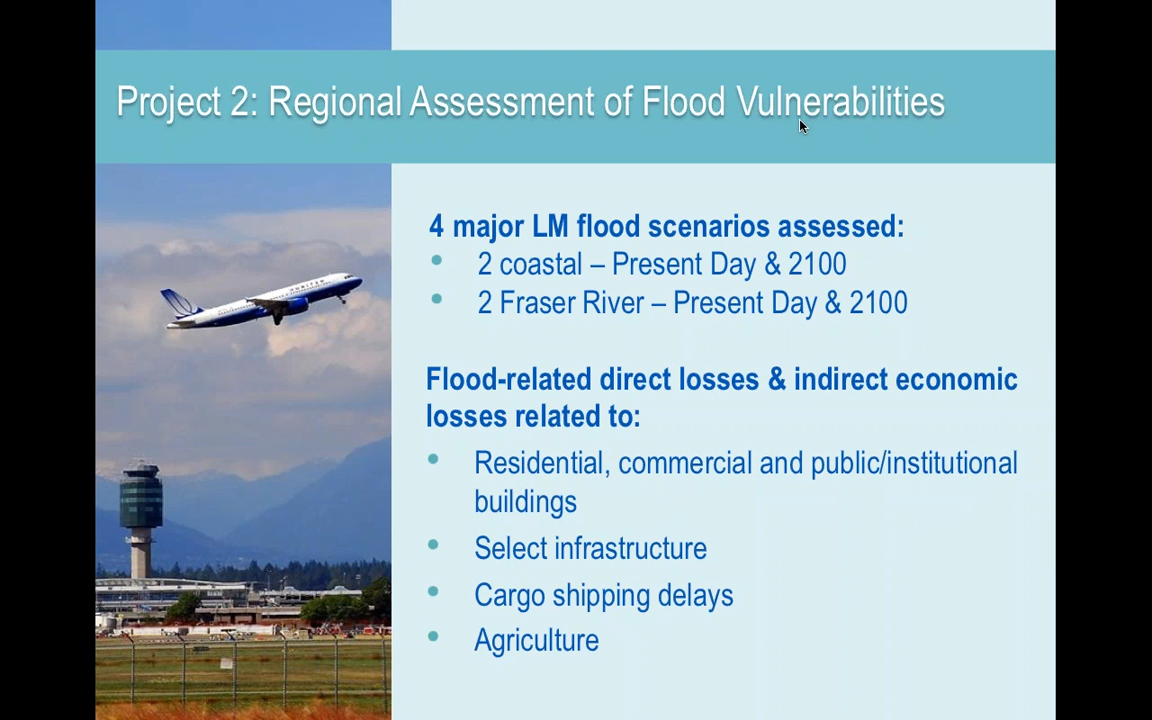 Project 2: Regional Assessment of Flood Vulnerabilities
4 major LM flood scenarios assessed:
• 2 coastal – Present Day & 2100
• 2 Fraser River – Present Day & 2100
Flood-related direct losses & indirect economic
losses related to:
• Residential, commercial and public/institutional
buildings
• Select infrastructure
• Cargo shipping delays
• Agriculture
UNITED